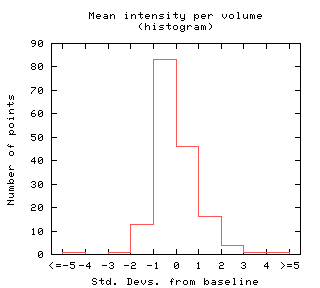 Mean intensity per volume
(histogram)
90
80
70
60
50
40
30
20
10
0
Number of points
<=-5 -4 -3 -2 -1 0 1 2 3 4 >=5
Std. Devs. from baseline